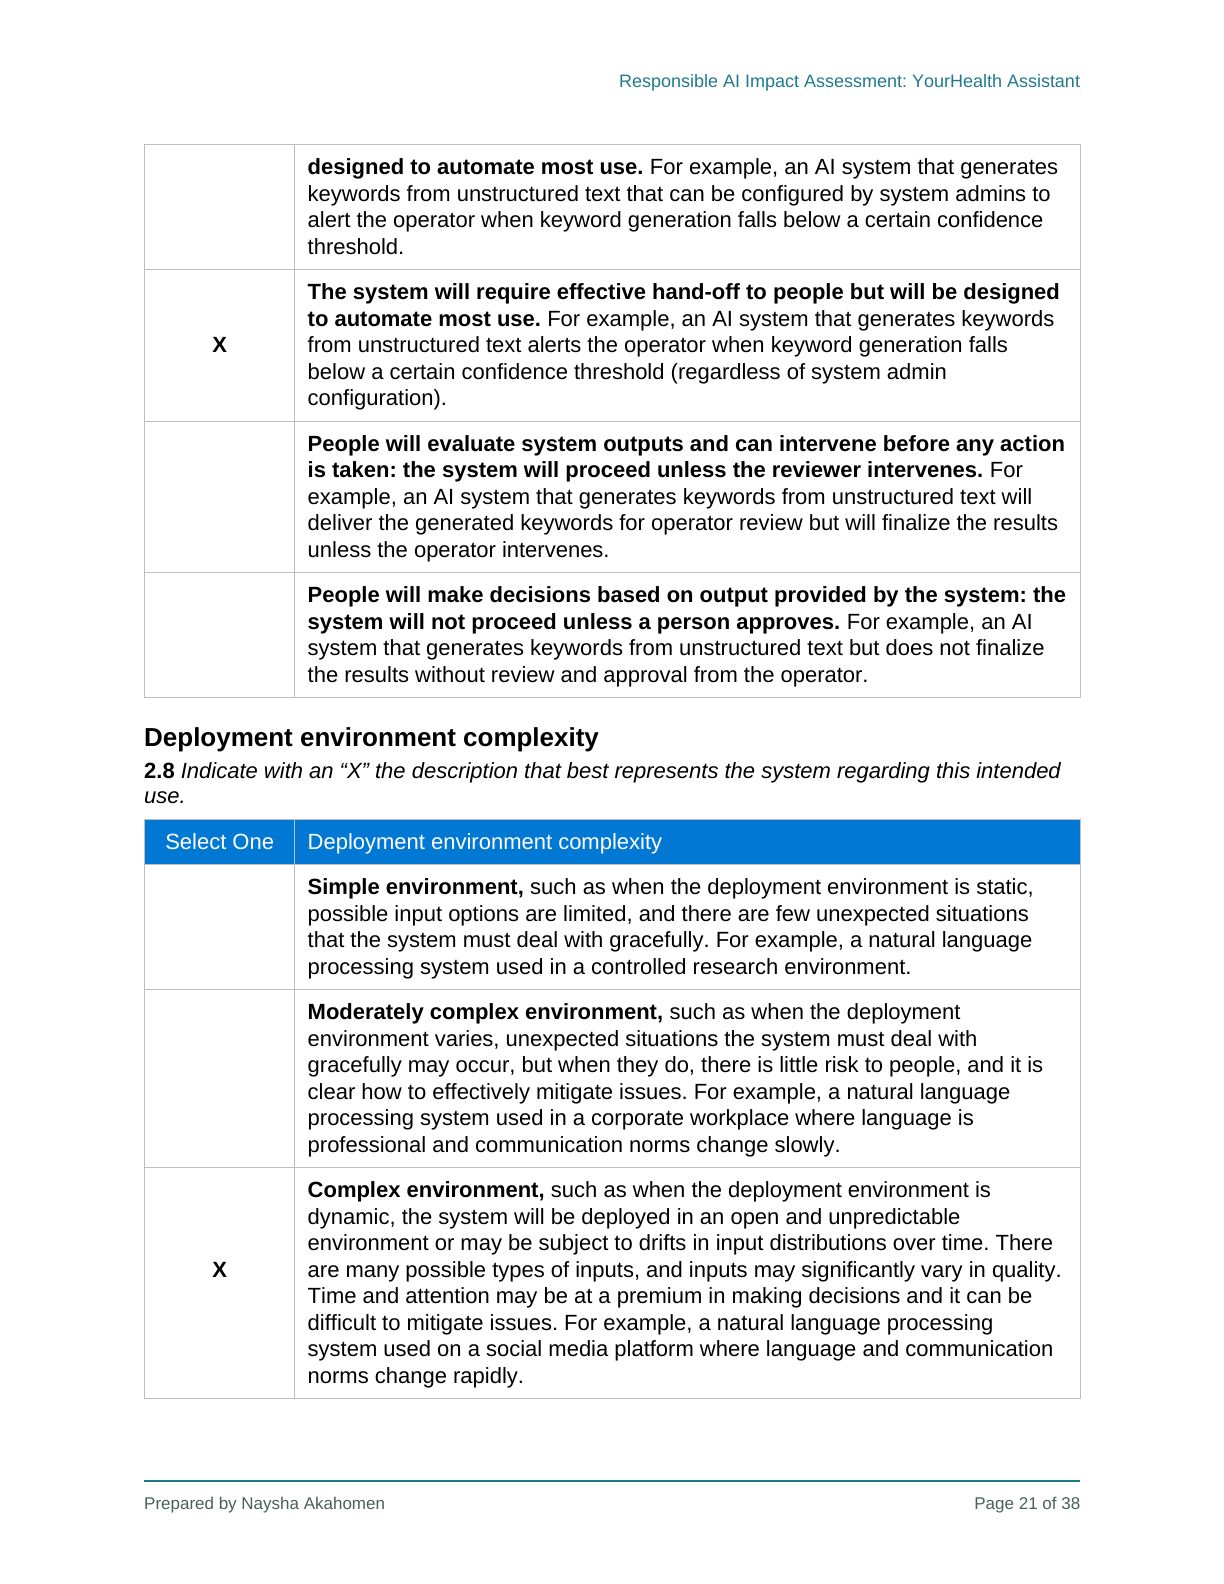 Responsible AI Impact Assessment: YourHealth Assistant
designed to automate most use. For example, an AI system that generates
keywords from unstructured text that can be configured by system admins to
alert the operator when keyword generation falls below a certain confidence
threshold.
X
The system will require effective hand-off to people but will be designed
to automate most use. For example, an AI system that generates keywords
from unstructured text alerts the operator when keyword generation falls
below a certain confidence threshold (regardless of system admin
configuration).
People will evaluate system outputs and can intervene before any action
is taken: the system will proceed unless the reviewer intervenes. For
example, an AI system that generates keywords from unstructured text will
deliver the generated keywords for operator review but will finalize the results
unless the operator intervenes.
People will make decisions based on output provided by the system: the
system will not proceed unless a person approves. For example, an AI
system that generates keywords from unstructured text but does not finalize
the results without review and approval from the operator.
Deployment environment complexity
2.8 Indicate with an “X” the description that best represents the system regarding this intended
use.
Select One
Deployment environment complexity
Simple environment, such as when the deployment environment is static,
possible input options are limited, and there are few unexpected situations
that the system must deal with gracefully. For example, a natural language
processing system used in a controlled research environment.
Moderately complex environment, such as when the deployment
environment varies, unexpected situations the system must deal with
gracefully may occur, but when they do, there is little risk to people, and it is
clear how to effectively mitigate issues. For example, a natural language
processing system used in a corporate workplace where language is
professional and communication norms change slowly.
X
Complex environment, such as when the deployment environment is
dynamic, the system will be deployed in an open and unpredictable
environment or may be subject to drifts in input distributions over time. There
are many possible types of inputs, and inputs may significantly vary in quality.
Time and attention may be at a premium in making decisions and it can be
difficult to mitigate issues. For example, a natural language processing
system used on a social media platform where language and communication
norms change rapidly.
Prepared by Naysha Akahomen
Page 21 of 38